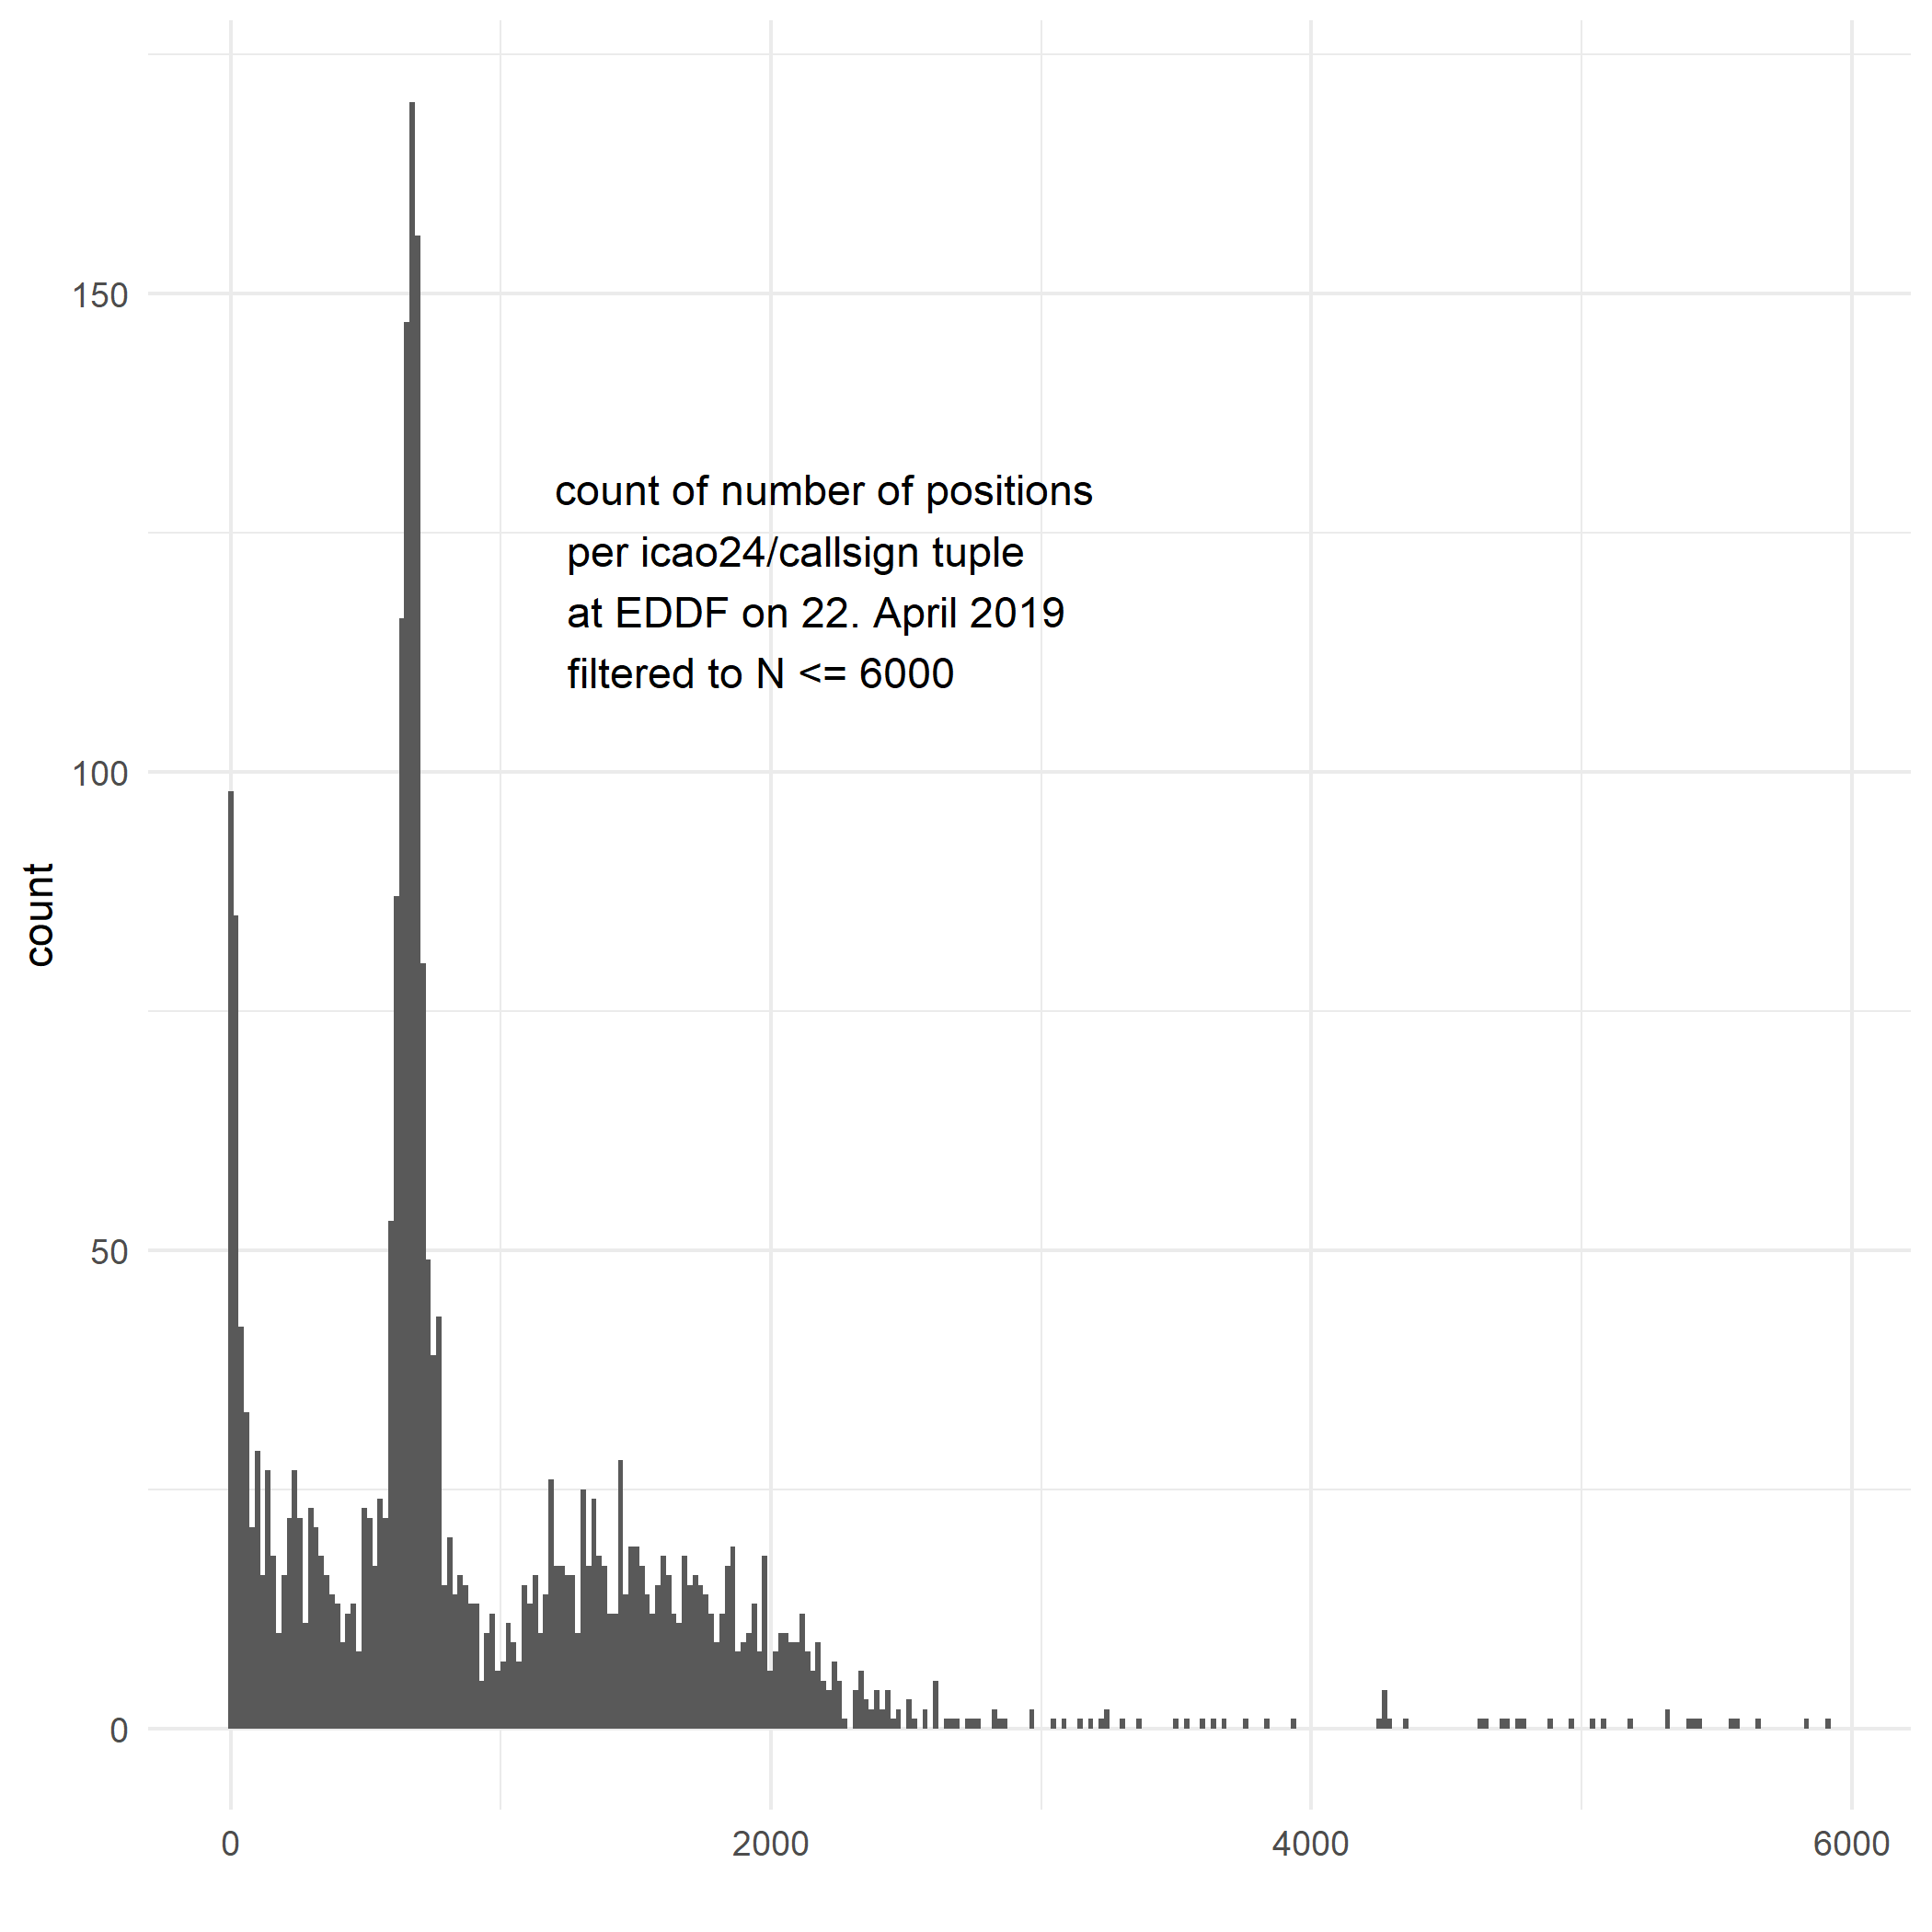 150
100
50
0
count
count of number of positions
per icao24/callsign tuple
at EDDF on 22. April 2019
filtered to N <= 6000
0
2000
4000
6000